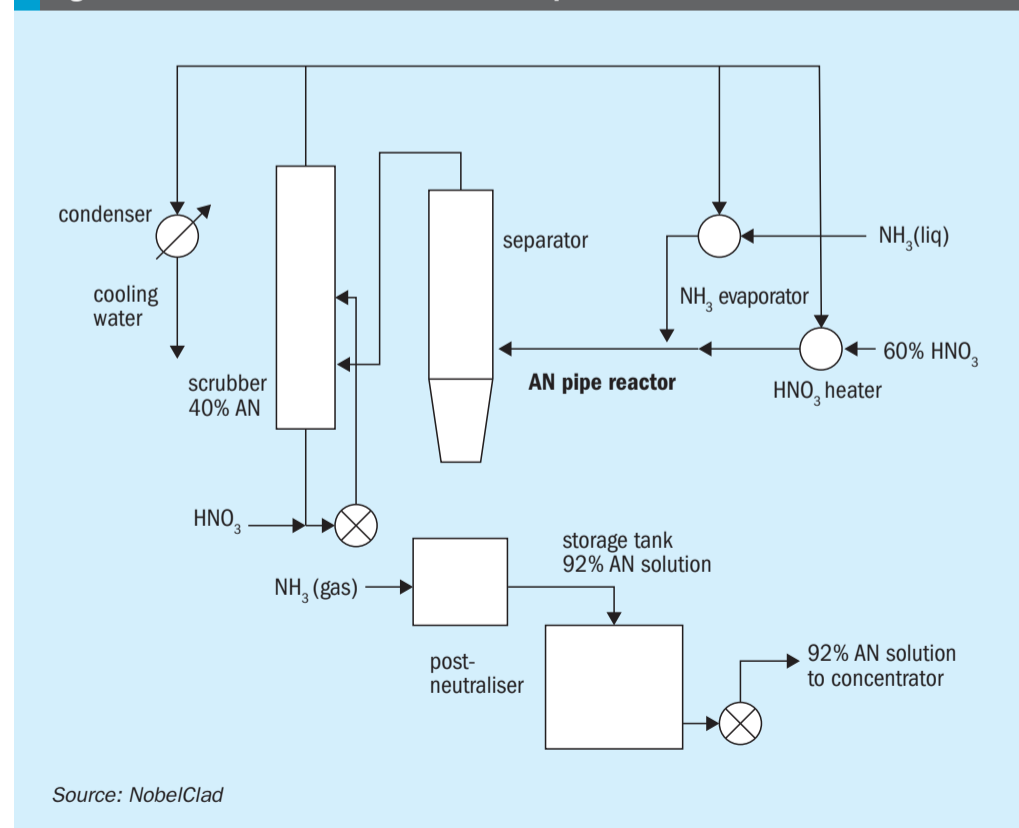 condenser
separator
NH3(liq)
cooling
water
NH3 evaporator
60% HNO3
scrubber
40% AN
AN pipe reactor
HNO3 heater
HNO3
storage tank
92% AN solution
NH3 (gas)
post-
neutraliser
92% AN solution
to concentrator
Source: NobelClad